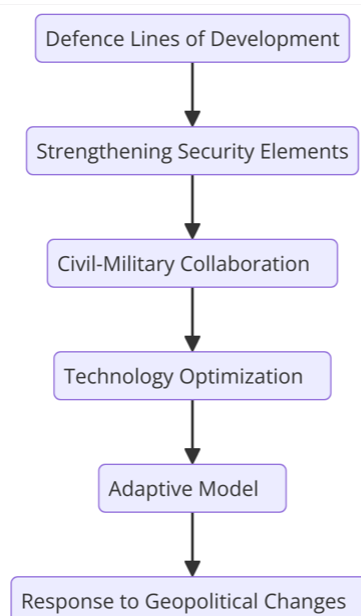 Defence Lines of Development
Strengthening Security Elements
Civil-Military Collaboration
Technology Optimization
Adaptive Model
Response to Geopolitical Changes